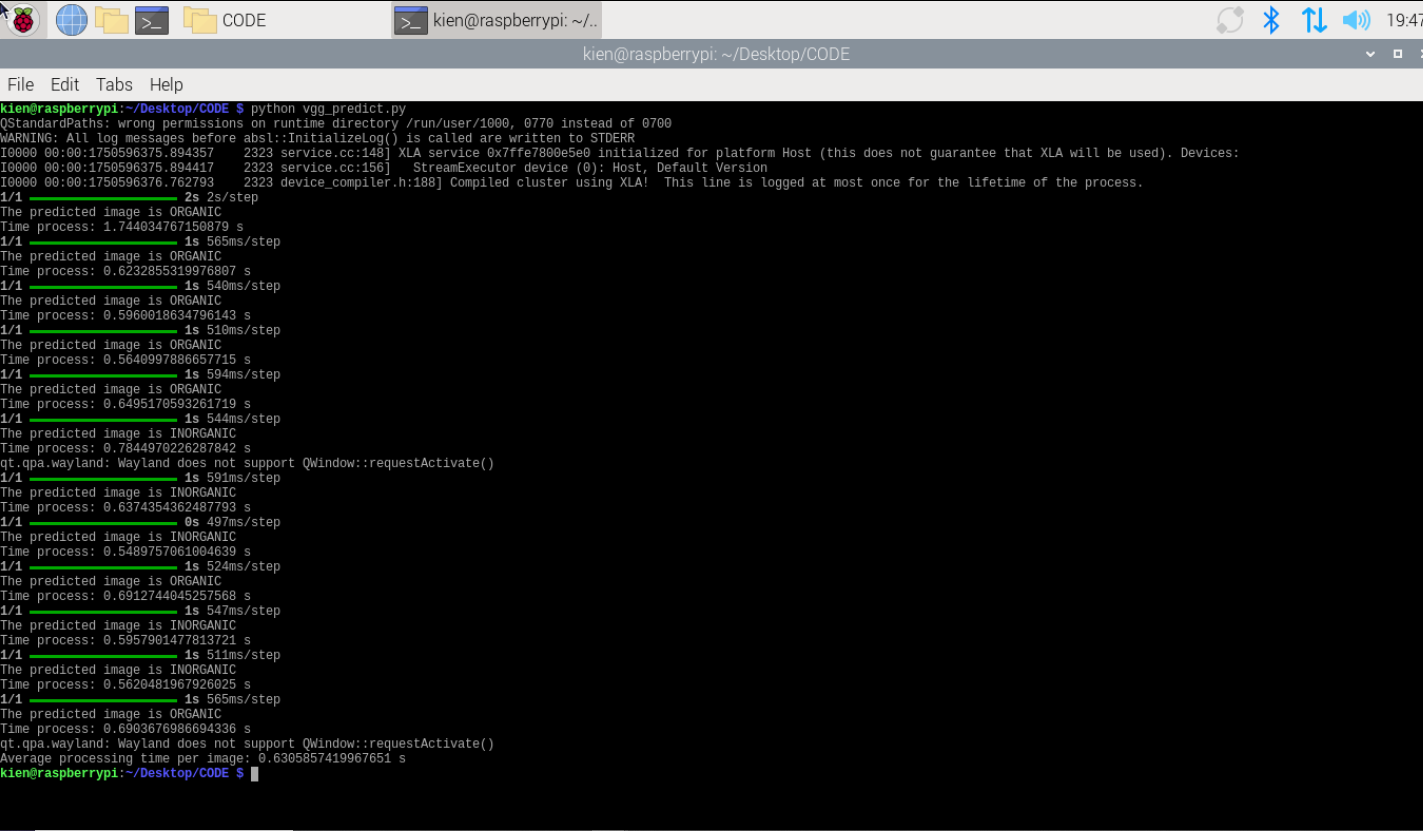 CODE
kien@raspberrypi: ~/..
19:47
kien@raspberrypi: ~/Desktop/CODE
File Edit Tabs Help
kien@raspberrypi:~/Desktop/CODE $ python vgg_predict.py
QStandardPaths: wrong permissions on runtime directory /run/user/1000, 0770 instead of 0700
WARNING: All log messages before absl::InitializeLog() is called are written to STDERR
I0000 00:00:1750596375.894357    2323 service.cc:148] XLA service 0x7ffe7800e5e0 initialized for platform Host (this does not guarantee that XLA will be used). Devices:
I0000 00:00:1750596375.894417    2323 service.cc:156]   StreamExecutor device (0): Host, Default Version
I0000 00:00:1750596376.762793    2323 device_compiler.h:188] Compiled cluster using XLA!  This line is logged at most once for the lifetime of the process.
1/1 ━━━━━━━━━━━━━━━━━━━━ 2s 2s/step
The predicted image is ORGANIC
Time process: 1.744034767150879 s
1/1 ━━━━━━━━━━━━━━━━━━━━ 1s 565ms/step
The predicted image is ORGANIC
Time process: 0.6232855319976807 s
1/1 ━━━━━━━━━━━━━━━━━━━━ 1s 540ms/step
The predicted image is ORGANIC
Time process: 0.5960018634796143 s
1/1 ━━━━━━━━━━━━━━━━━━━━ 1s 510ms/step
The predicted image is ORGANIC
Time process: 0.5640997886657715 s
1/1 ━━━━━━━━━━━━━━━━━━━━ 1s 594ms/step
The predicted image is ORGANIC
Time process: 0.6495170593261719 s
1/1 ━━━━━━━━━━━━━━━━━━━━ 1s 544ms/step
The predicted image is INORGANIC
Time process: 0.7844970226287842 s
qt.qpa.wayland: Wayland does not support QWindow::requestActivate()
1/1 ━━━━━━━━━━━━━━━━━━━━ 1s 591ms/step
The predicted image is INORGANIC
Time process: 0.6374354362487793 s
1/1 ━━━━━━━━━━━━━━━━━━━━ 0s 497ms/step
The predicted image is INORGANIC
Time process: 0.5489757061004639 s
1/1 ━━━━━━━━━━━━━━━━━━━━ 1s 524ms/step
The predicted image is ORGANIC
Time process: 0.6912744045257568 s
1/1 ━━━━━━━━━━━━━━━━━━━━ 1s 547ms/step
The predicted image is INORGANIC
Time process: 0.5957901477813721 s
1/1 ━━━━━━━━━━━━━━━━━━━━ 1s 511ms/step
The predicted image is INORGANIC
Time process: 0.5620481967926025 s
1/1 ━━━━━━━━━━━━━━━━━━━━ 1s 565ms/step
The predicted image is ORGANIC
Time process: 0.6903676986694336 s
qt.qpa.wayland: Wayland does not support QWindow::requestActivate()
Average processing time per image: 0.6305857419967651 s
kien@raspberrypi:~/Desktop/CODE $